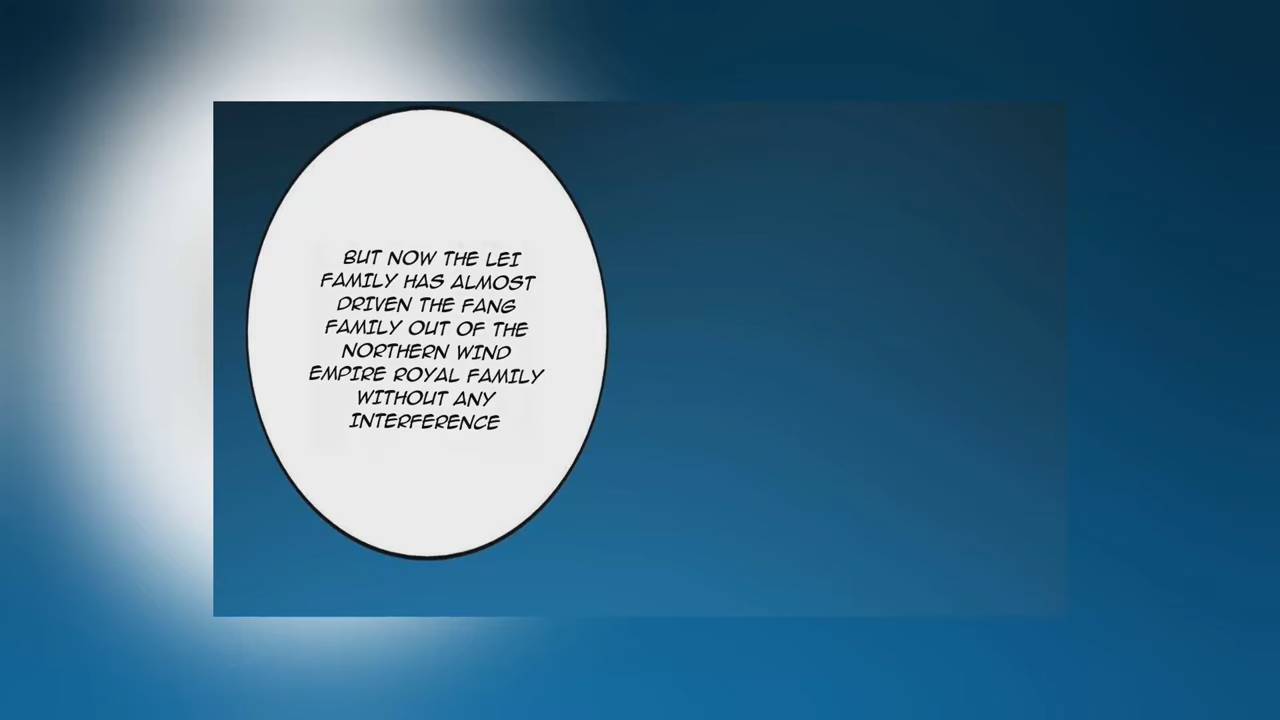 BUT NOW THE LEI
FAMILY HAS ALMOST
DRIVEN THE FANG
FAMILY OUT OF THE
NORTHERN WIND
EMPIRE ROYAL FAMILY
WITHOUT ANY
INTERFERENCE